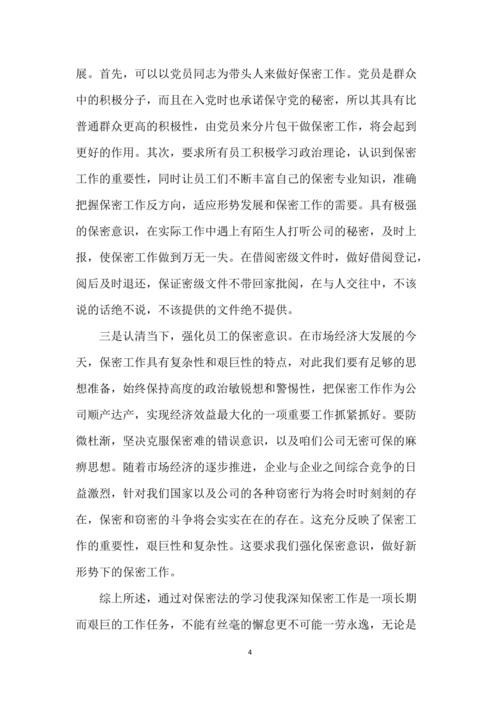 展。首先，可以以党员同志为带头人来做好保密工作。党员是群众
中的积极分子，而且在入党时也承诺保守党的秘密，所以其具有比
普通群众更高的积极性，由党员来分片包干做保密工作，将会起到
更好的作用。其次，要求所有员工积极学习政治理论，认识到保密
工作的重要性，同时让员工们不断丰富自己的保密专业知识，准确
把握保密工作反方向，适应形势发展和保密工作的需要。具有极强
的保密意识，在实际工作中遇上有陌生人打听公司的秘密，及时上
报，使保密工作做到万无一失。在借阅密级文件时，做好借阅登记，
阅后及时退还，保证密级文件不带回家批阅，在与人交往中，不该
说的话绝不说，不该提供的文件绝不提供。
三是认清当下，强化员工的保密意识。在市场经济大发展的今
天，保密工作具有复杂性和艰巨性的特点，对此我们要有足够的思
想准备，始终保持高度的政治敏锐想和警惕性，把保密工作作为公
司顺产达产，实现经济效益最大化的一项重要工作抓紧抓好。要防
微杜渐，坚决克服保密难的错误意识，以及咱们公司无密可保的麻
痹思想。随着市场经济的逐步推进，企业与企业之间综合竞争的日
益激烈，针对我们国家以及公司的各种窃密行为将会时时刻刻的存
在，保密和窃密的斗争将会实实在在的存在。这充分反映了保密工
作的重要性，艰巨性和复杂性。这要求我们强化保密意识，做好新
形势下的保密工作。
综上所述，通过对保密法的学习使我深知保密工作是一项长期
而艰巨的工作任务，不能有丝毫的懈怠更不可能一劳永逸，无论是
4